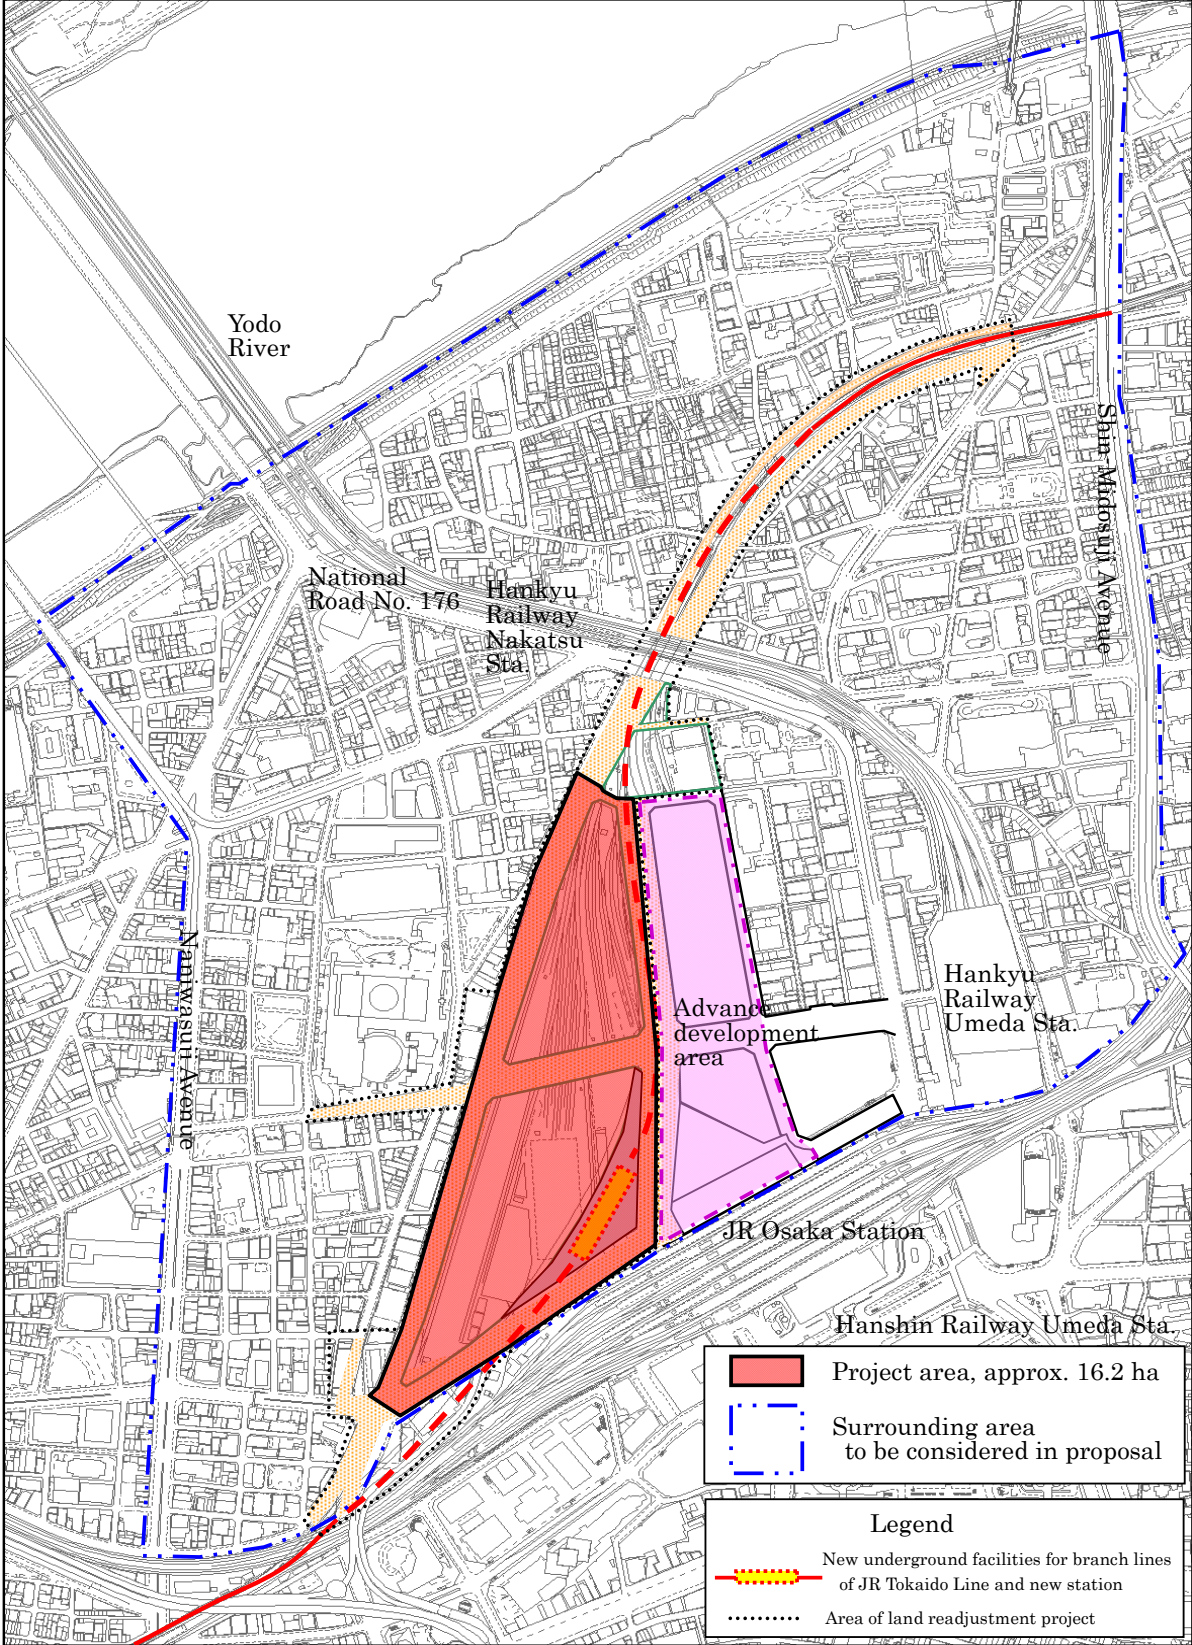 Yodo
River
National
Road No. 176
Hankyu
Railway
Nakatsu
Sta.
Shin Midosuji Avenue
Naniwasuji Avenue
Advance
development
area
Hankyu
Railway
Umeda Sta.
JR Osaka Station
Hanshin Railway Umeda Sta.
Project area, approx. 16.2 ha
Surrounding area
to be considered in proposal
Legend
New underground facilities for branch lines
of JR Tokaido Line and new station
Area of land readjustment project